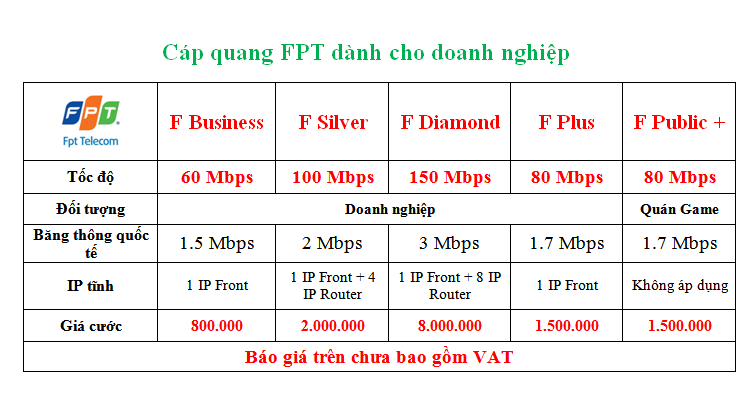 Cáp quang FPT dành cho doanh nghiệp
FPT.
Fpt Telecom
F Business F Silver F Diamond F Plus F Public +
Tốc độ 60 Mbps 100 Mbps 150 Mbps 80 Mbps 80 Mbps
Đối tượng Doanh nghiệp Quán Game
Băng thông quốc tế 1.5 Mbps 2 Mbps 3 Mbps 1.7 Mbps 1.7 Mbps
IP tĩnh 1 IP Front 1 IP Front + 4 IP Router 1 IP Front + 8 IP Router 1 IP Front Không áp dụng
Giá cước 800.000 2.000.000 8.000.000 1.500.000 1.500.000
Báo giá trên chưa bao gồm VAT